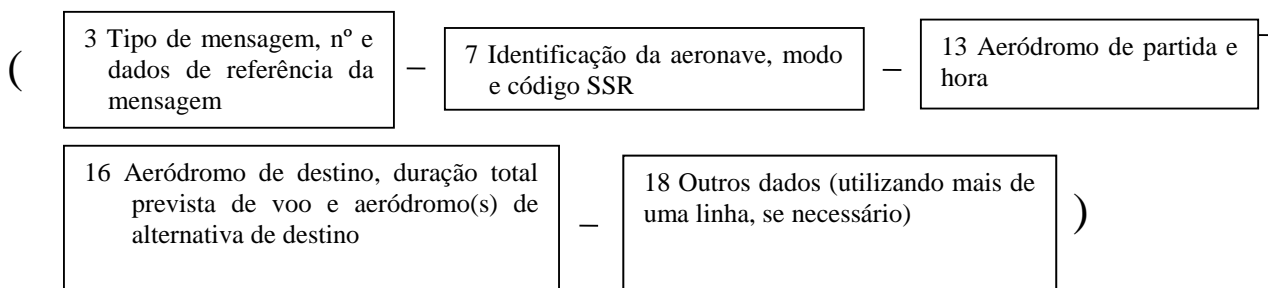 (
3 Tipo de mensagem, nº e
dados de referência da
mensagem
–
7 Identificação da aeronave, modo
e código SSR
–
13 Aeródromo de partida e
hora
–
16 Aeródromo de destino, duração total
prevista de voo e aeródromo(s) de
alternativa de destino
–
18 Outros dados (utilizando mais de
uma linha, se necessário)
)